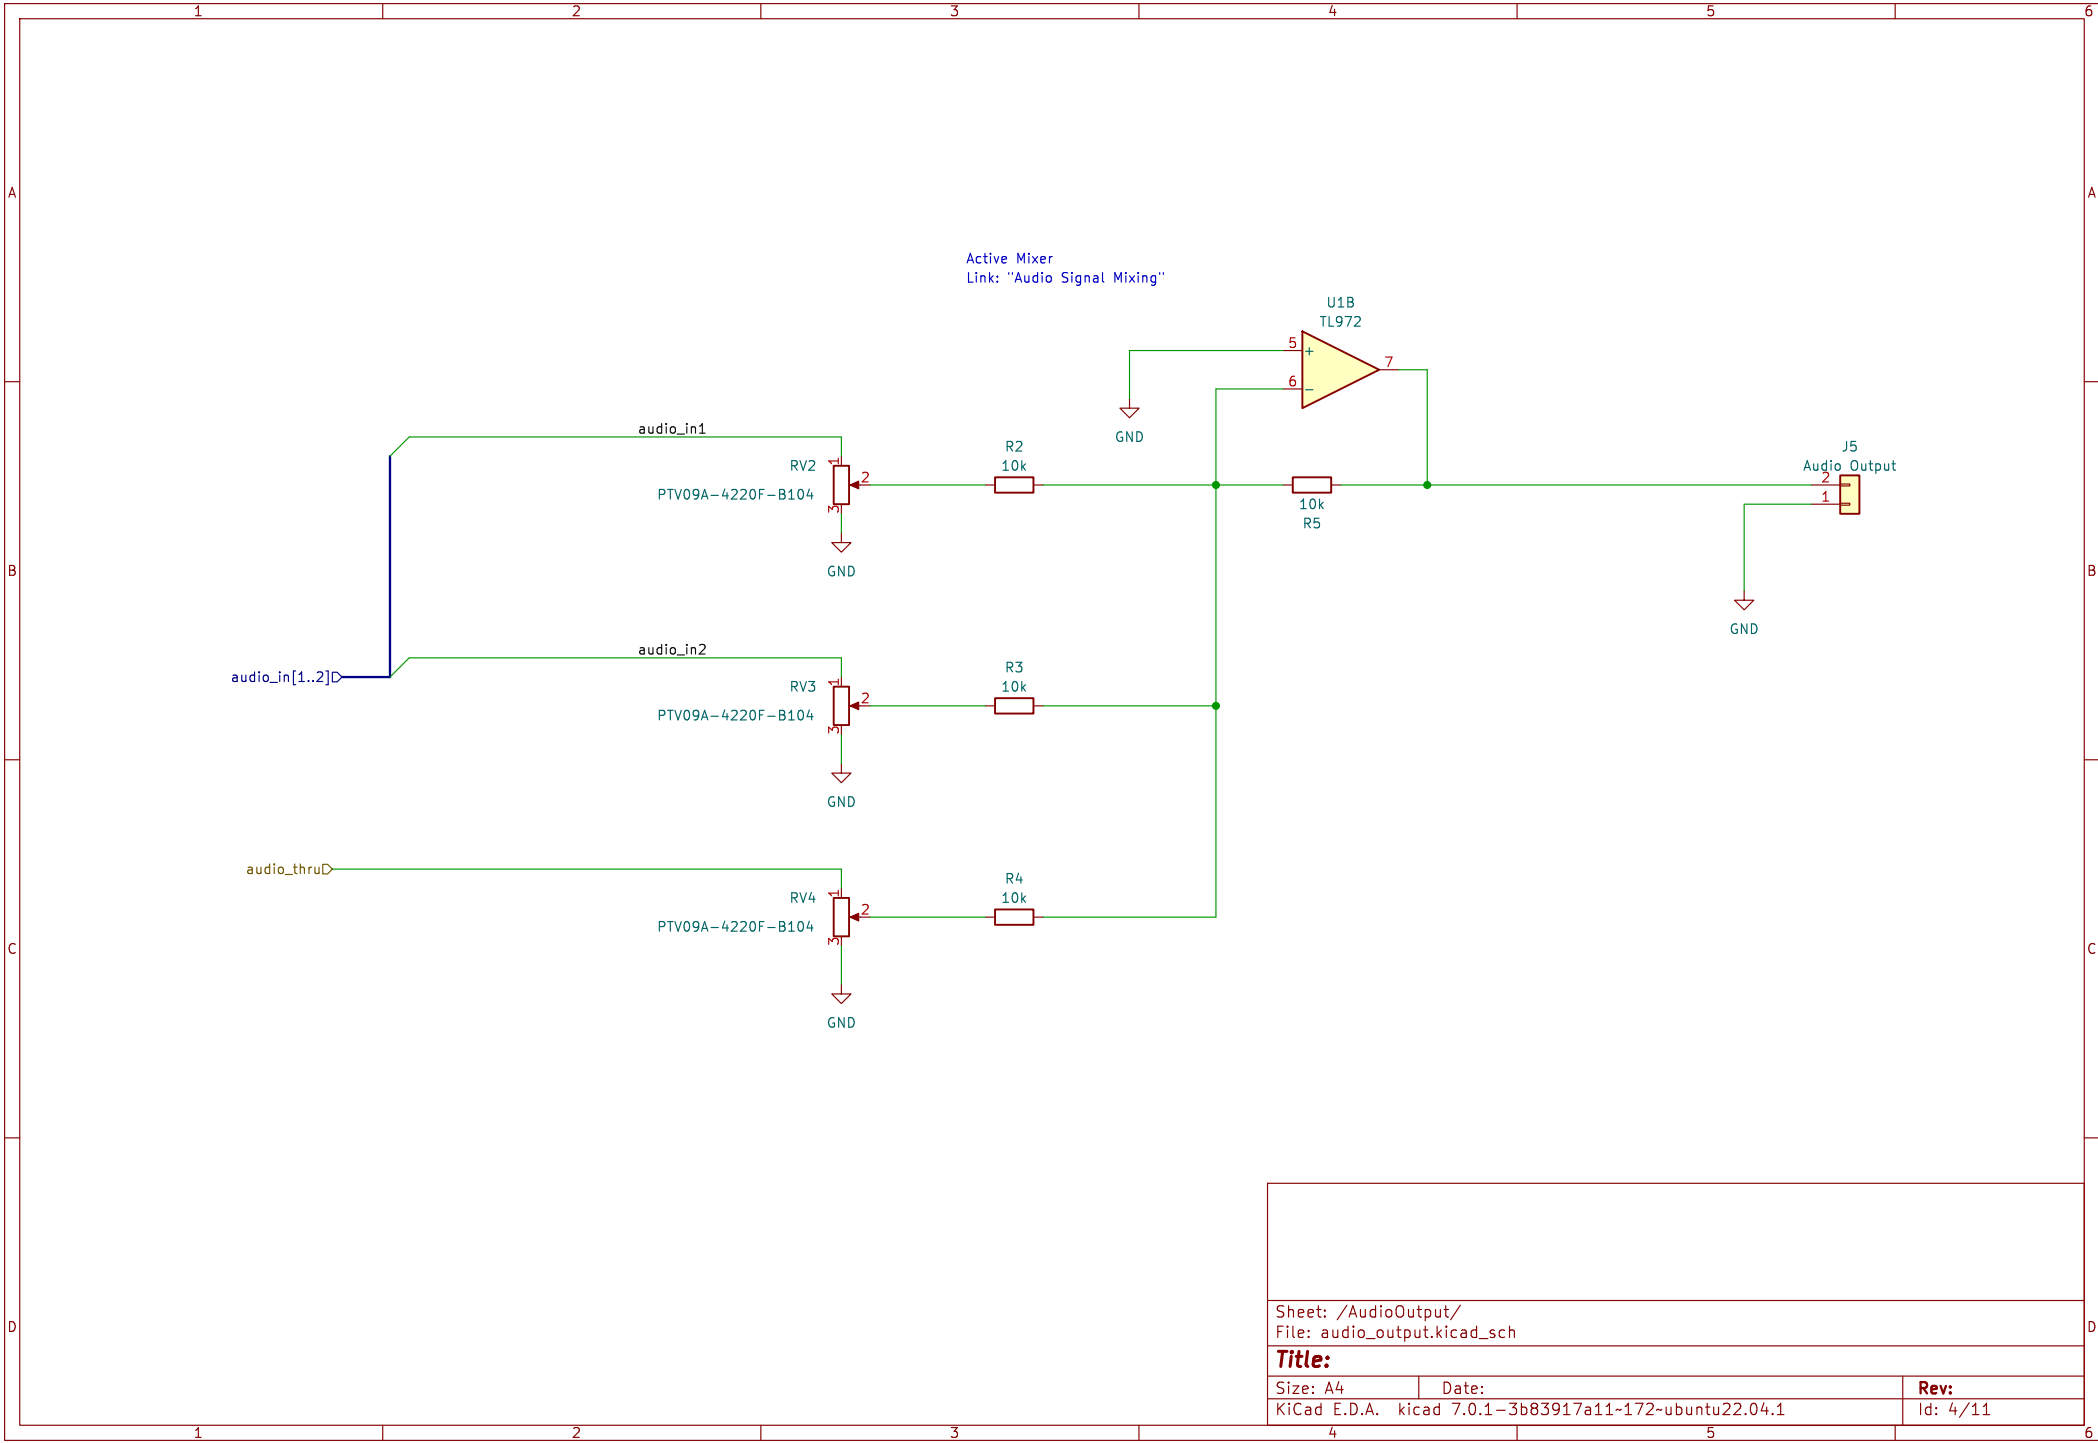 1 2 3 4 5 6
A A
Active Mixer
Link: "Audio Signal Mixing"
U1B
TL972
5 +
7
6 −
GND
audio_in1
R2
10k
J5
Audio Output
RV2
1
2
PTV09A-4220F-B104
3
GND
10k
R5
2
1
GND
B B
audio_in2
audio_in[1..2]
R3
10k
RV3
1
2
PTV09A-4220F-B104
3
GND
audio_thru
R4
10k
RV4
1
2
PTV09A-4220F-B104
3
GND
C C
D D
Sheet: /AudioOutput/
File: audio_output.kicad_sch
Title:
Size: A4 Date: Rev:
KiCad E.D.A. kicad 7.0.1-3b83917a11~172~ubuntu22.04.1 Id: 4/11
1 2 3 4 5 6